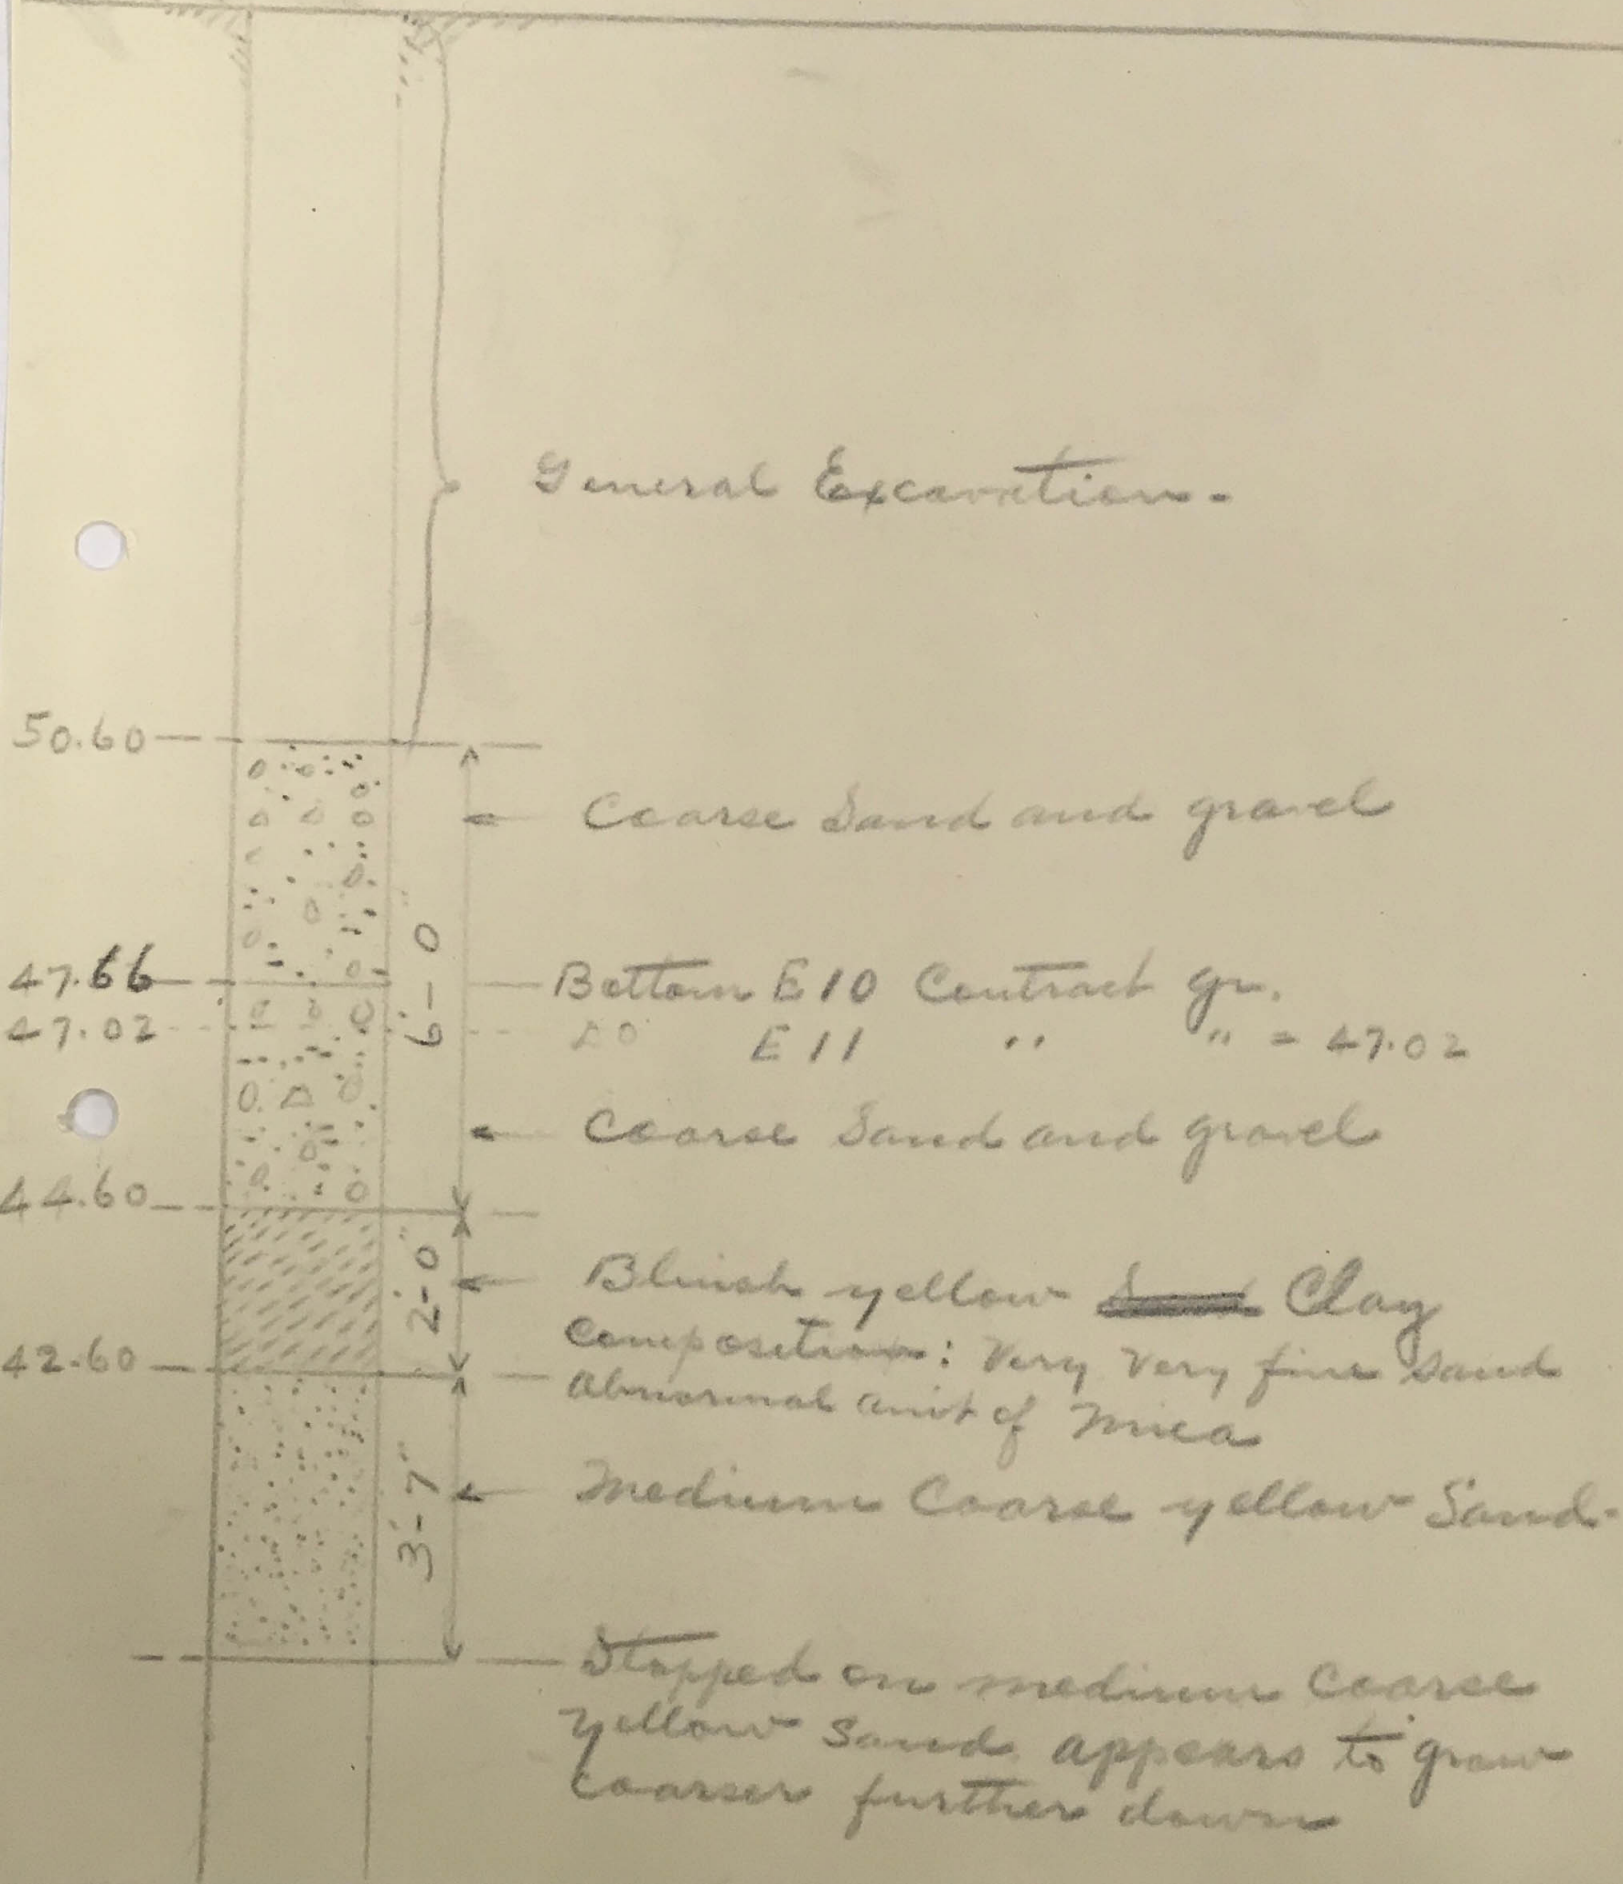 General Excavation.
50.60
Coarse Sand and gravel
6'-0"
47.66 Bottom E10 Contract gr.
47.02 DO E11 " " = 47.02
Coarse Sand and gravel
44.60
2'-0"
Bluish yellow Clay
Composition: Very Very fine sand
42.60
Abnormal amt of Mica
3'-7"
Medium Coarse yellow Sand.
Stopped on medium Coarse
yellow Sand appears to grow
Coarser further down